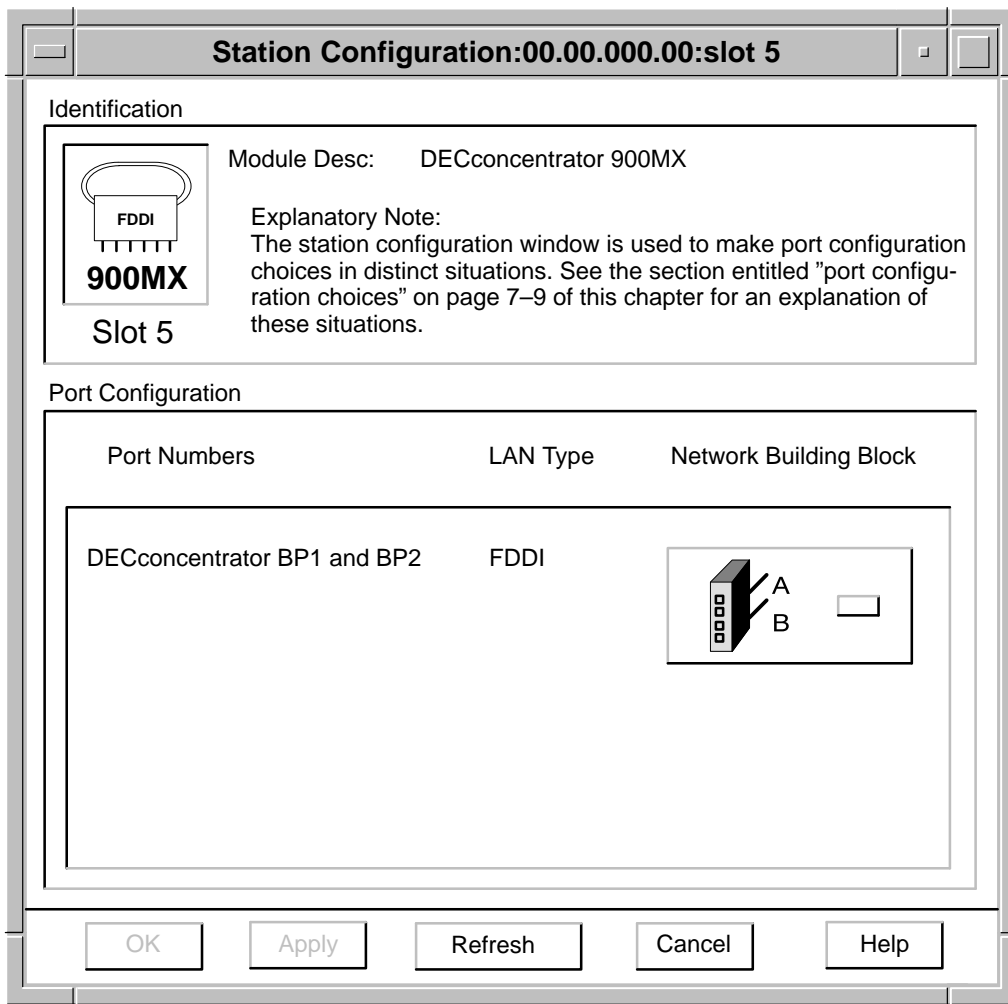 Station Configuration:00.00.000.00:slot 5
Identification
FDDI
900MX
Slot 5
Module Desc: DECconcentrator 900MX
Explanatory Note:
The station configuration window is used to make port configuration
choices in distinct situations. See the section entitled ”port configu-
ration choices” on page 7–9 of this chapter for an explanation of
these situations.
Port Configuration
Port Numbers LAN Type Network Building Block
DECconcentrator BP1 and BP2 FDDI
A
B
OK Apply Refresh Cancel Help